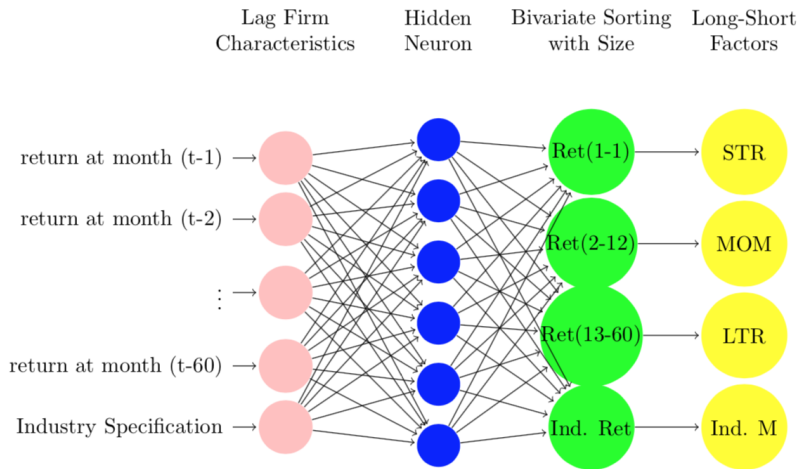 Lag Firm
Characteristics
Hidden
Neuron
Bivariate Sorting
with Size
Long-Short
Factors
return at month (t-1)
Ret(1-1)
STR
return at month (t-2)
Ret(2-12)
MOM
⋮
return at month (t-60)
Ret(13-60)
LTR
Industry Specification
Ind. Ret
Ind. M